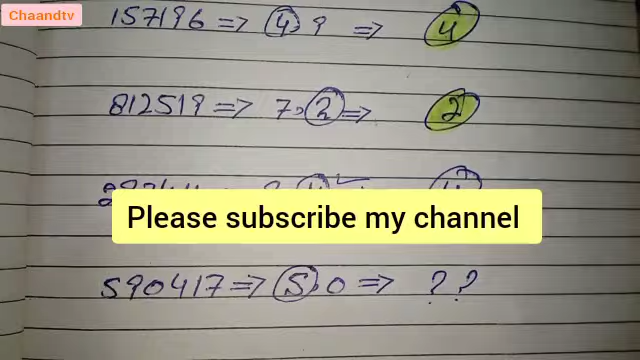 Chaandtv
157196 => 4, 9 => 4
812519 => 7, 2 => 2
Please subscribe my channel
590417 => 5, 0 => ??